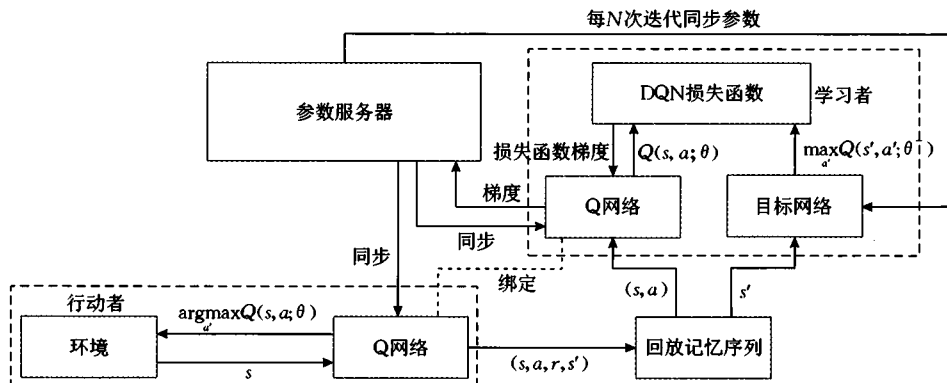 每N次迭代同步参数
参数服务器
DQN损失函数
学习者
损失函数梯度
Q(s,a;θ)
max Q(s′,a′;θ⁻)
a′
梯度
Q网络
目标网络
同步
同步
绑定
(s,a)
s′
行动者
argmax Q(s,a;θ)
a′
环境
Q网络
s
(s,a,r,s′)
回放记忆序列